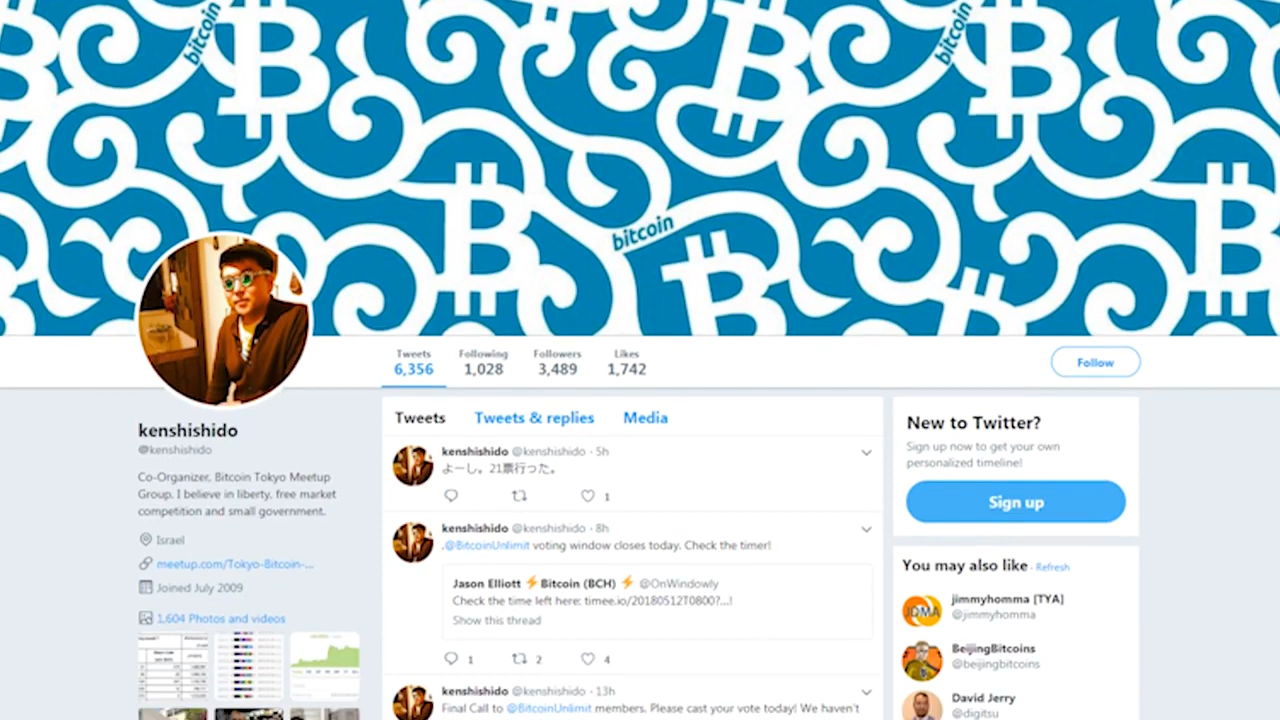 bitcoin
bitcoin
bitcoin
Tweets Following Followers Likes
6,356 1,028 3,489 1,742
Follow
kenshishido
@kenshishido
Co-Organizer, Bitcoin Tokyo Meetup
Group. I believe in liberty, free market
competition and small government.
Israel
meetup.com/Tokyo-Bitcoin-...
Joined July 2009
1,604 Photos and videos
Tweets Tweets & replies Media
kenshishido @kenshishido · 5h
よーし。21票行った。
1
kenshishido @kenshishido · 8h
.@BitcoinUnlimit voting window closes today. Check the timer!
Jason Elliott ⚡Bitcoin (BCH) ⚡ @OnWindowly
Check the time left here: timee.io/20180512T0800?...!
Show this thread
1 2 4
kenshishido @kenshishido · 13h
Final Call to @BitcoinUnlimit members. Please cast your vote today! We haven't
New to Twitter?
Sign up now to get your own
personalized timeline!
Sign up
You may also like · Refresh
jimmyhomma [TYA]
@jimmyhomma
BeijingBitcoins
@beijingbitcoins
David Jerry
@digitsu